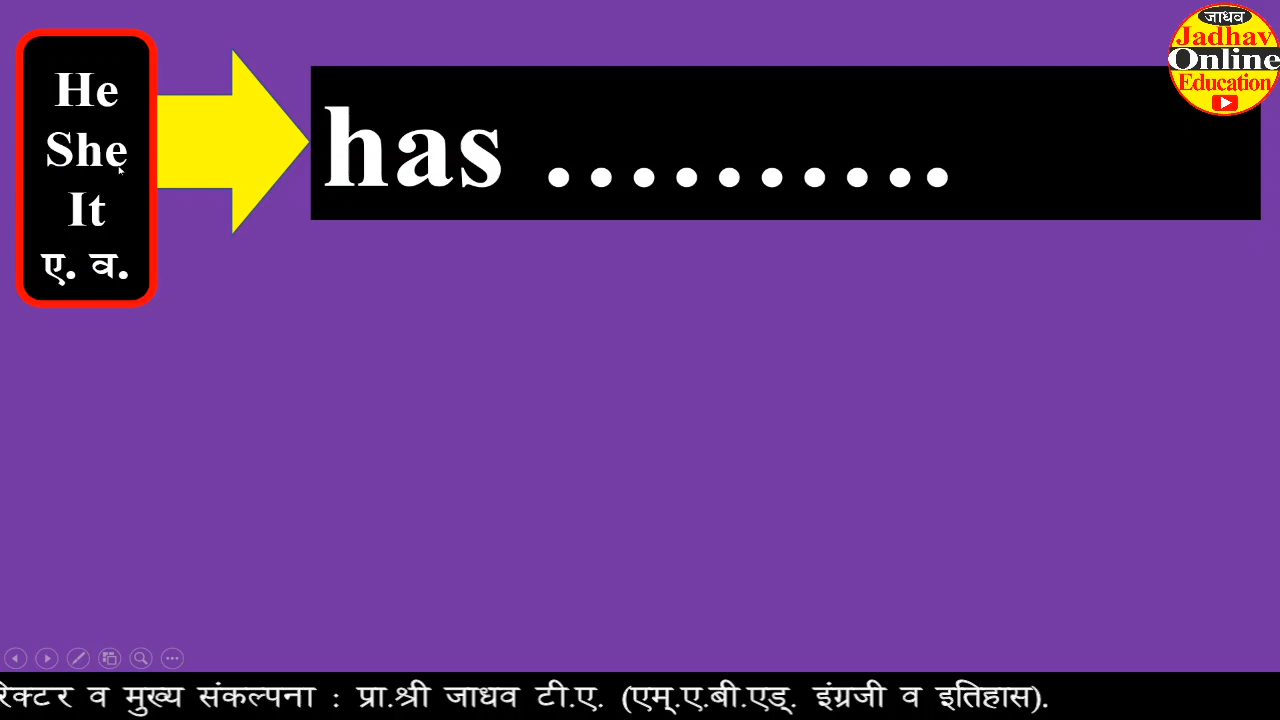 He
She
It
ए. व.
has ..........
जाधव
Jadhav
Online
Education
रेक्टर व मुख्य संकल्पना : प्रा.श्री जाधव टी.ए. (एम्.ए.बी.एड्. इंग्रजी व इतिहास).